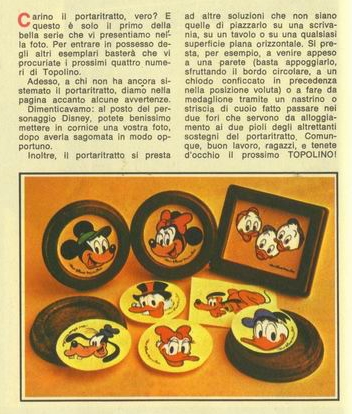 Carino il portaritratto, vero? E
questo è solo il primo della
bella serie che vi presentiamo nel-
la foto. Per entrare in possesso de-
gli altri esemplari basterà che vi
procuriate i prossimi quattro nume-
ri di Topolino.
Adesso, a chi non ha ancora si-
stemato il portaritratto, diamo nella
pagina accanto alcune avvertenze.
Dimenticavamo: al posto del per-
sonaggio Disney, potete benissimo
mettere in cornice una vostra foto,
dopo averla sagomata in modo op-
portuno.
Inoltre, il portaritratto si presta
ad altre soluzioni che non siano
quelle di piazzarlo su una scriva-
nia, su un tavolo o su una qualsiasi
superficie piana orizzontale. Si pre-
sta, per esempio, a venire appeso
a una parete (basta appoggiarlo,
sfruttando il bordo circolare, a un
chiodo conficcato in precedenza
nella posizione voluta) o a fare da
medaglione tramite un nastrino o
striscia di cuoio fatto passare nei
due fori che servono da alloggia-
mento ai due pioli degli altrettanti
sostegni del portaritratto. Comun-
que, buon lavoro, ragazzi, e tenete
d'occhio il prossimo TOPOLINO!